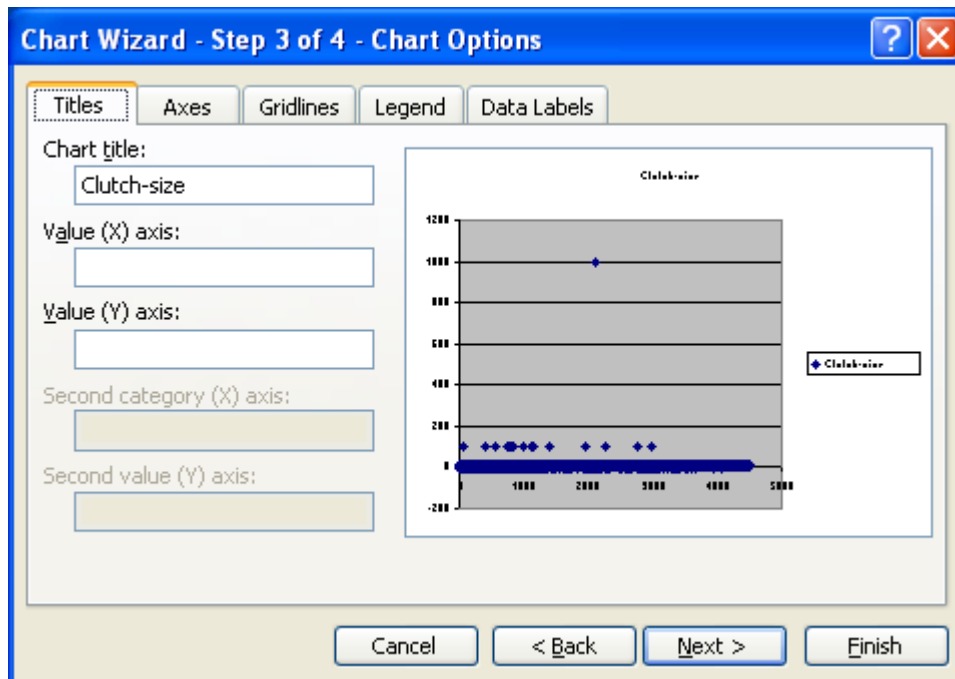 Chart Wizard - Step 3 of 4 - Chart Options
Titles Axes Gridlines Legend Data Labels
Chart title:
Clutch-size
Value (X) axis:
Value (Y) axis:
Second category (X) axis:
Second value (Y) axis:
Clutch-size
1200
1000
800
600
400
200
0
-200
0 1000 2000 3000 4000 5000
Clutch-size
Cancel < Back Next > Finish